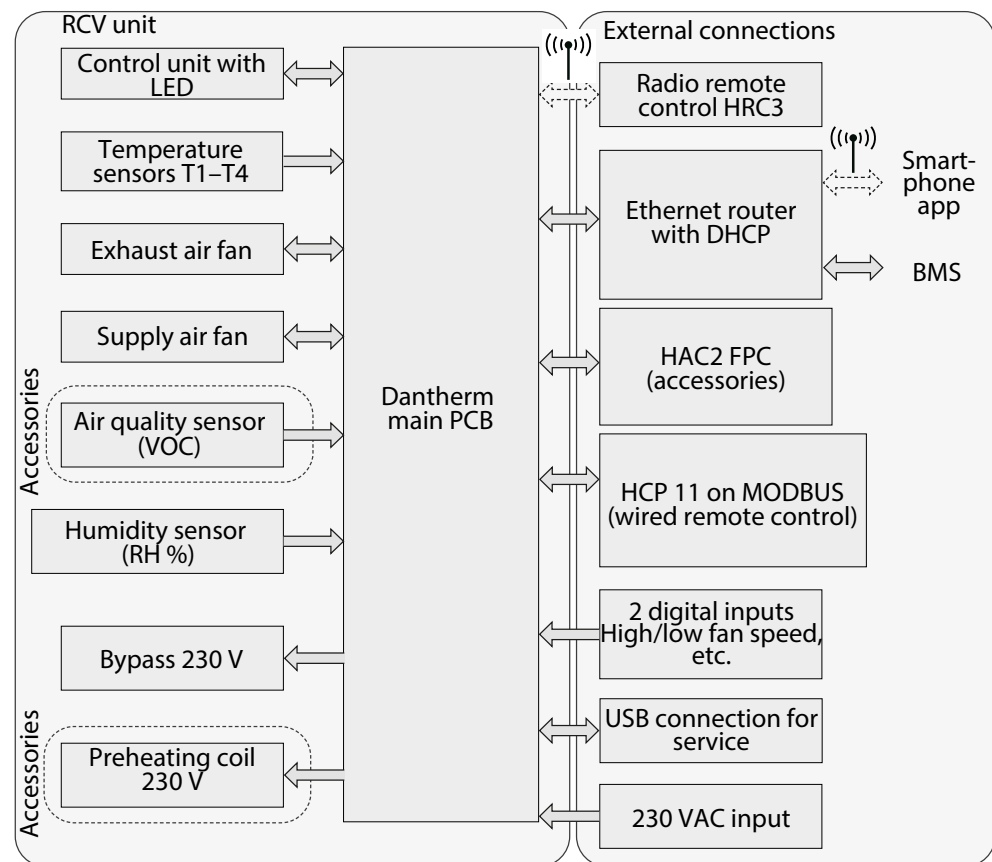 RCV unit
Control unit with
LED
Temperature
sensors T1–T4
Exhaust air fan
Supply air fan
Accessories
Air quality sensor
(VOC)
Humidity sensor
(RH %)
Bypass 230 V
Accessories
Preheating coil
230 V
Dantherm
main PCB
External connections
Radio remote
control HRC3
Ethernet router
with DHCP
Smart-
phone
app
BMS
HAC2 FPC
(accessories)
HCP 11 on MODBUS
(wired remote control)
2 digital inputs
High/low fan speed,
etc.
USB connection for
service
230 VAC input